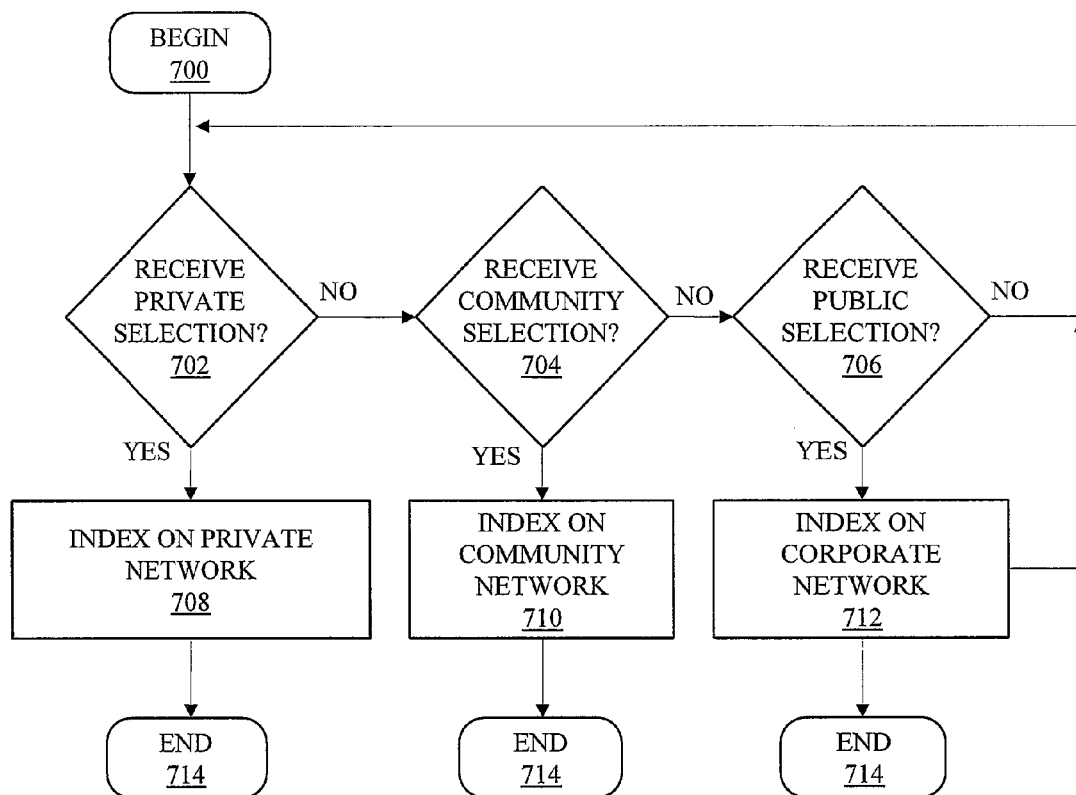 BEGIN
700
RECEIVE
PRIVATE
SELECTION?
702
NO
RECEIVE
COMMUNITY
SELECTION?
704
NO
RECEIVE
PUBLIC
SELECTION?
706
NO
YES
YES
YES
INDEX ON PRIVATE
NETWORK
708
INDEX ON
COMMUNITY
NETWORK
710
INDEX ON
CORPORATE
NETWORK
712
END
714
END
714
END
714